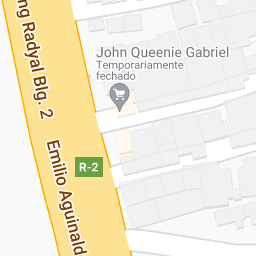 ng Radyal Blg. 2
John Queenie Gabriel
Temporariamente
fechado
R-2
Emilio Aguinald